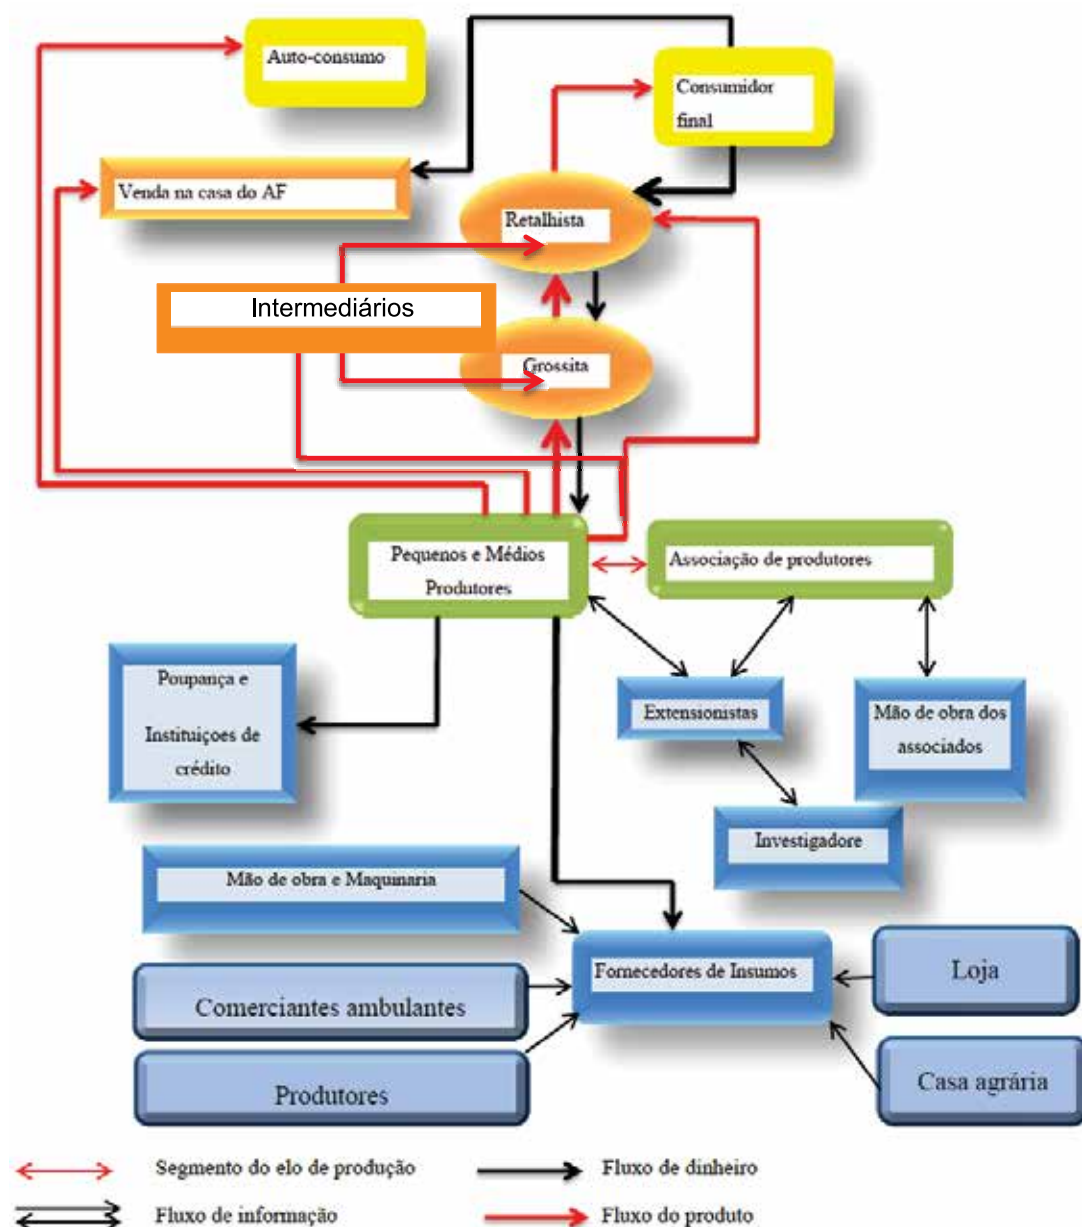 Auto-consumo
Consumidor
final
Venda na casa do AF
Retalhista
Intermediários
Grossita
Pequenos e Médios
Produtores
Associação de produtores
Poupança e
Instituiçoes de
crédito
Extensionistas
Mão de obra dos
associados
Investigadore
Mão de obra e Maquinaria
Fornecedores de Insumos
Loja
Comerciantes ambulantes
Produtores
Casa agrária
Segmento do elo de produção
Fluxo de dinheiro
Fluxo de informação
Fluxo do produto